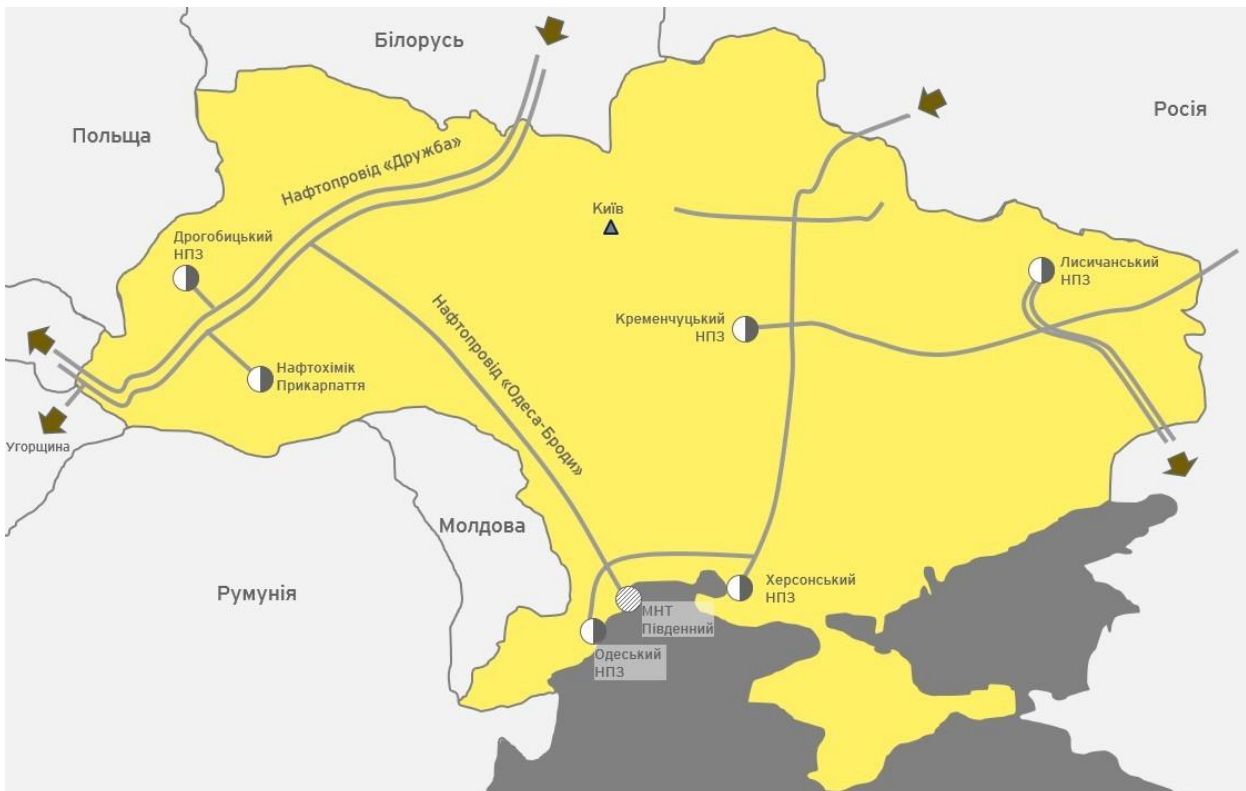 Білорусь
Росія
Польща
Нафтопровід «Дружба»
Київ
Дрогобицький
НПЗ
Лисичанський
НПЗ
Кременчуцький
НПЗ
Нафтопровід «Одеса-Броди»
Нафтохімік
Прикарпаття
Угорщина
Молдова
Румунія
Херсонський
НПЗ
МНТ
Південний
Одеський
НПЗ